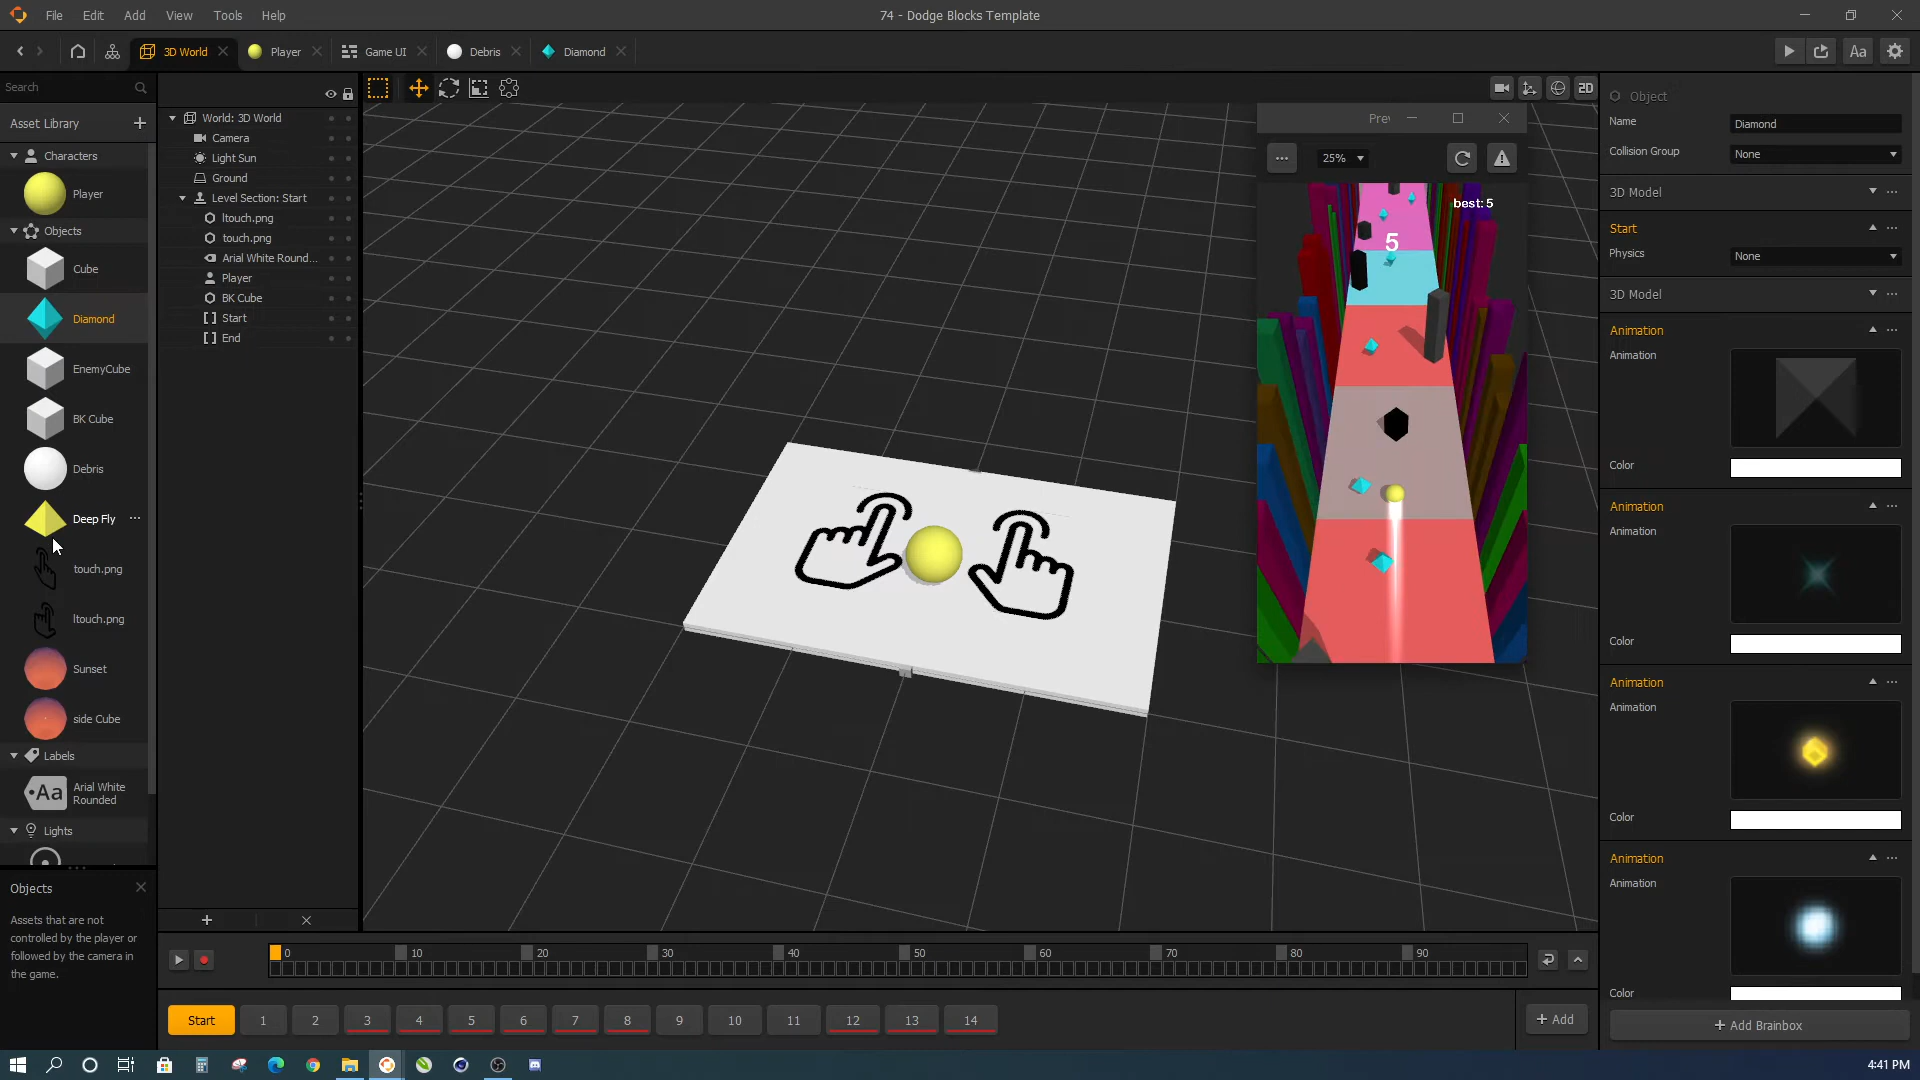 File Edit Add View Tools Help
74 - Dodge Blocks Template
3D World
Player
Game UI
Debris
Diamond
Aa
Search
Asset Library
Characters
Player
Objects
Cube
Diamond
EnemyCube
BK Cube
Debris
Deep Fly
touch.png
ltouch.png
Sunset
side Cube
Labels
Aa
Arial White
Rounded
Lights
Objects
Assets that are not
controlled by the player or
followed by the camera in
the game.
World: 3D World
Camera
Light Sun
Ground
Level Section: Start
ltouch.png
touch.png
Arial White Round...
Player
BK Cube
Start
End
2D
Prev
25%
best: 5
5
Object
Name
Diamond
Collision Group
None
3D Model
Start
Physics
None
3D Model
Animation
Animation
Color
Animation
Animation
Color
Animation
Animation
Color
Animation
Animation
Color
Add Brainbox
0 10 20 30 40 50 60 70 80 90
Start 1 2 3 4 5 6 7 8 9 10 11 12 13 14
Add
4:41 PM